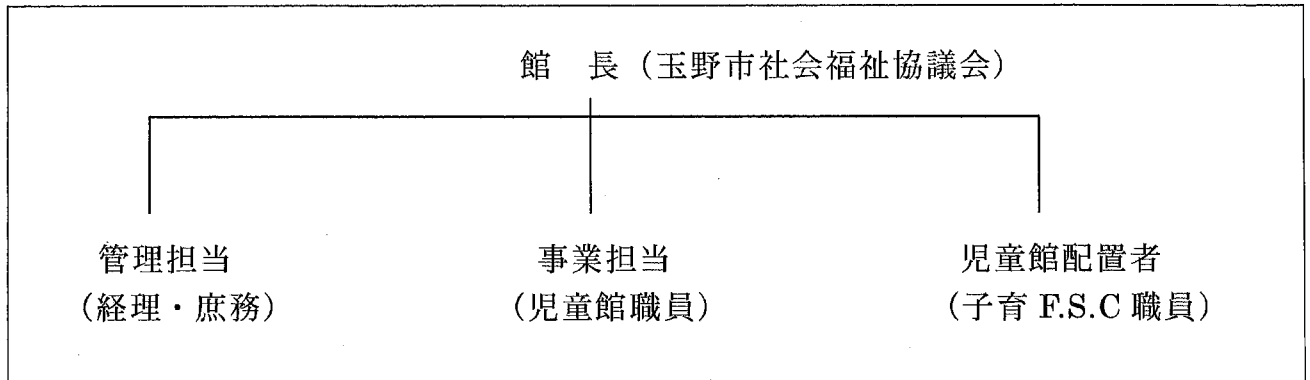 館　長（玉野市社会福祉協議会）
管理担当　事業担当　児童館配置者
（経理・庶務）（児童館職員）（子育 F.S.C 職員）